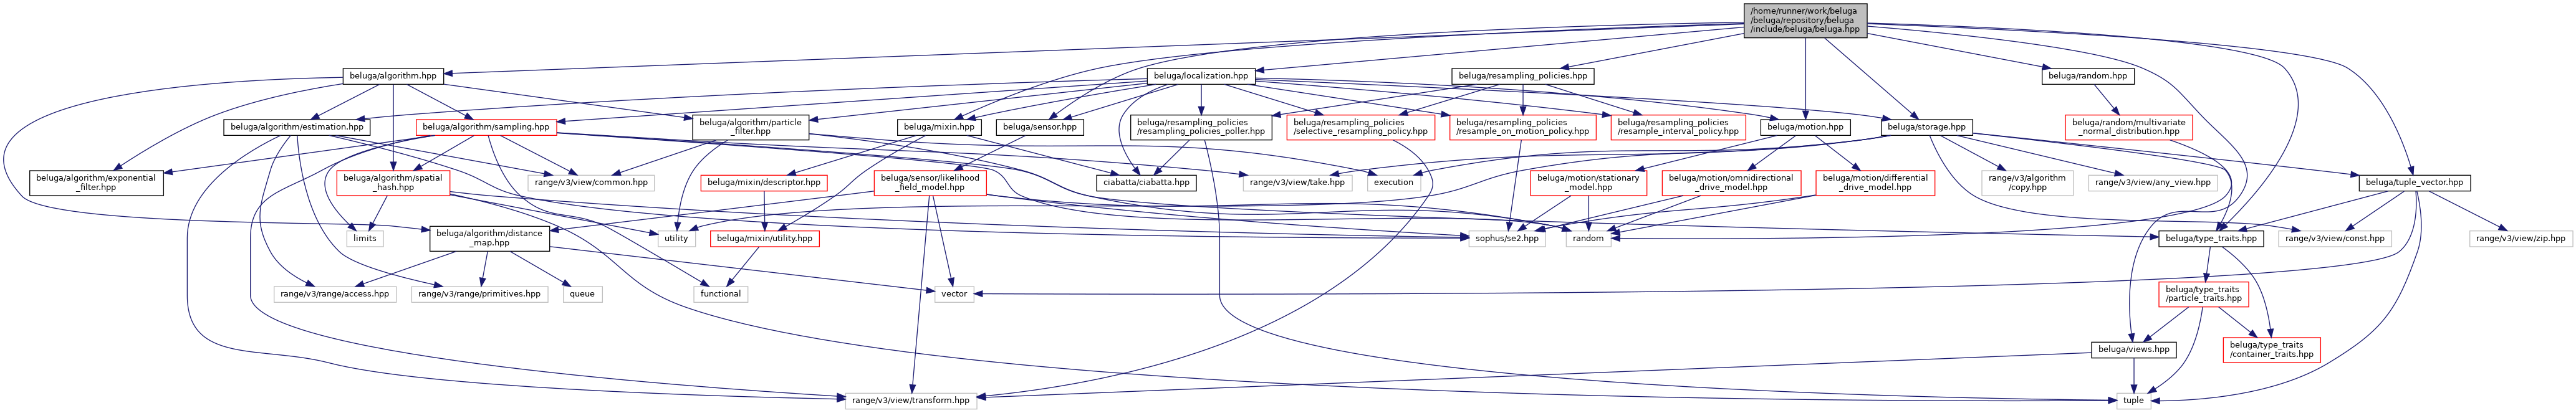 /home/runner/work/beluga
/beluga/repository/beluga
/include/beluga/beluga.hpp
beluga/algorithm.hpp
beluga/localization.hpp
beluga/resampling_policies.hpp
beluga/random.hpp
beluga/algorithm/estimation.hpp
beluga/algorithm/sampling.hpp
beluga/algorithm/particle
_filter.hpp
beluga/mixin.hpp
beluga/sensor.hpp
beluga/resampling_policies
/resampling_policies_poller.hpp
beluga/resampling_policies
/selective_resampling_policy.hpp
beluga/resampling_policies
/resample_on_motion_policy.hpp
beluga/resampling_policies
/resample_interval_policy.hpp
beluga/motion.hpp
beluga/storage.hpp
beluga/random/multivariate
_normal_distribution.hpp
beluga/algorithm/exponential
_filter.hpp
beluga/algorithm/spatial
_hash.hpp
range/v3/view/common.hpp
beluga/mixin/descriptor.hpp
beluga/sensor/likelihood
_field_model.hpp
ciabatta/ciabatta.hpp
range/v3/view/take.hpp
execution
beluga/motion/stationary
_model.hpp
beluga/motion/omnidirectional
_drive_model.hpp
beluga/motion/differential
_drive_model.hpp
range/v3/algorithm
/copy.hpp
range/v3/view/any_view.hpp
beluga/tuple_vector.hpp
limits
beluga/algorithm/distance
_map.hpp
utility
beluga/mixin/utility.hpp
sophus/se2.hpp
random
beluga/type_traits.hpp
range/v3/view/const.hpp
range/v3/view/zip.hpp
range/v3/range/access.hpp
range/v3/range/primitives.hpp
queue
functional
vector
beluga/type_traits
/particle_traits.hpp
beluga/views.hpp
beluga/type_traits
/container_traits.hpp
range/v3/view/transform.hpp
tuple